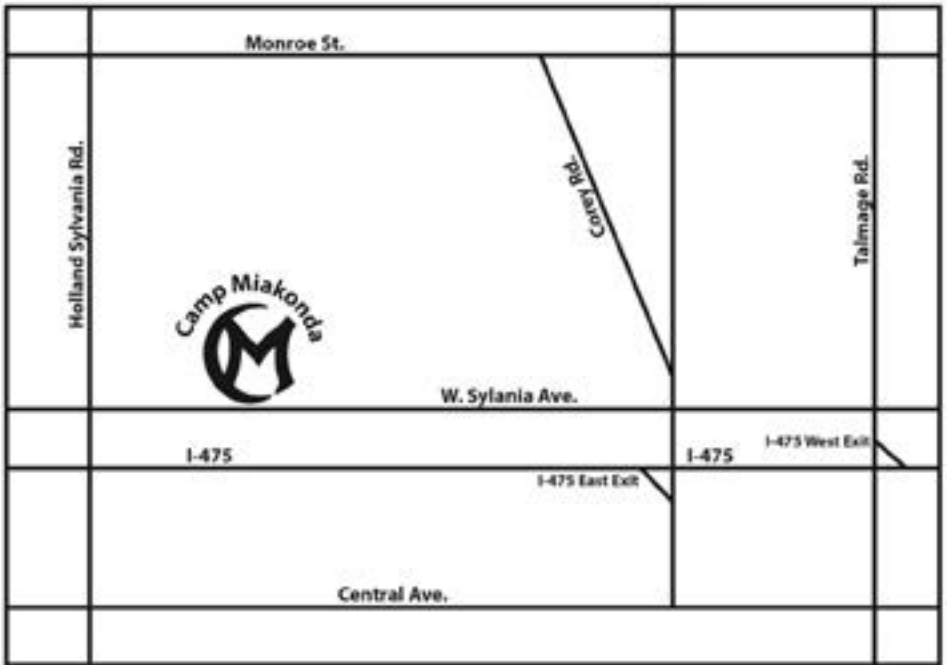 Monroe St.
Holland Sylvania Rd.
Corey Rd.
Talmage Rd.
Camp Miakonda
CM
W. Sylania Ave.
I-475
I-475
I-475 West Exit
I-475 East Exit
Central Ave.